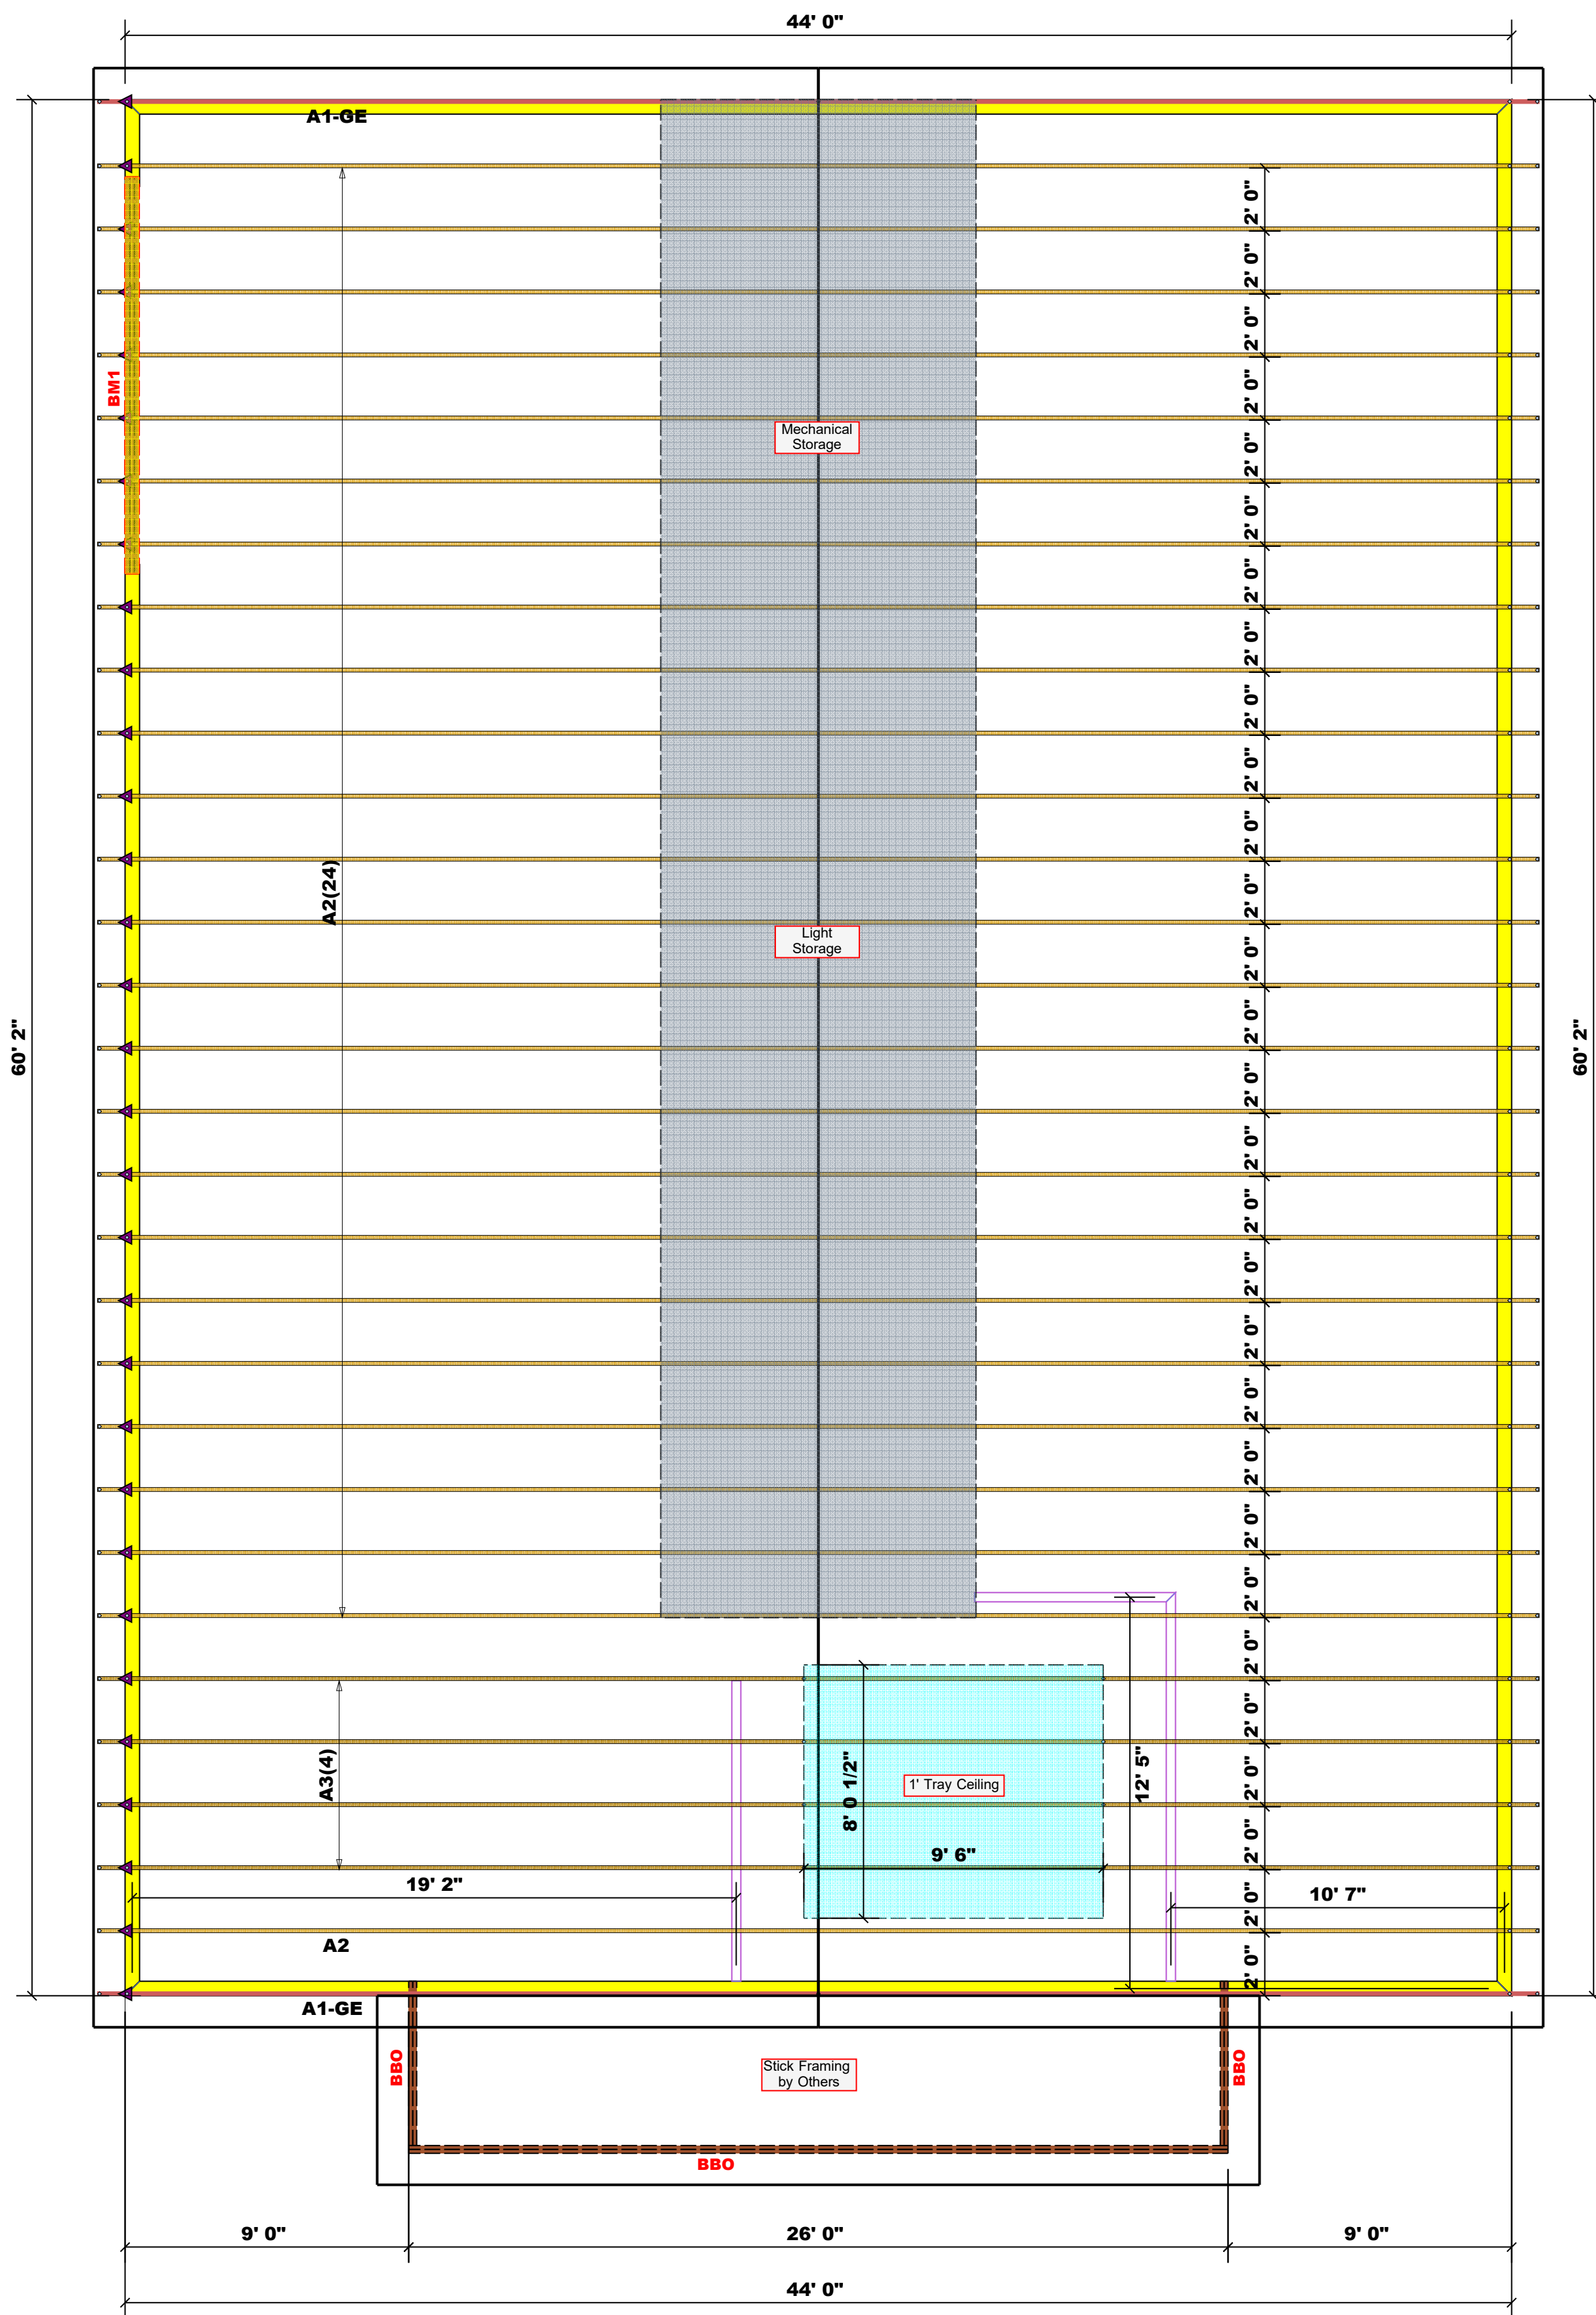 44' 0"
A1-GE
2' 0"
2' 0"
2' 0"
BM1
2' 0"
Mechanical
Storage
2' 0"
2' 0"
2' 0"
2' 0"
2' 0"
2' 0"
2' 0"
A2(24)
2' 0"
Light
Storage
2' 0"
2' 0"
60' 2"
60' 2"
2' 0"
2' 0"
2' 0"
2' 0"
2' 0"
2' 0"
2' 0"
2' 0"
2' 0"
2' 0"
2' 0"
A3(4)
8' 0 1/2"
1' Tray Ceiling
12' 5"
2' 0"
2' 0"
9' 6"
19' 2"
10' 7"
2' 0"
A2
2' 0"
A1-GE
BBO
Stick Framing
by Others
BBO
BBO
9' 0"
26' 0"
9' 0"
44' 0"